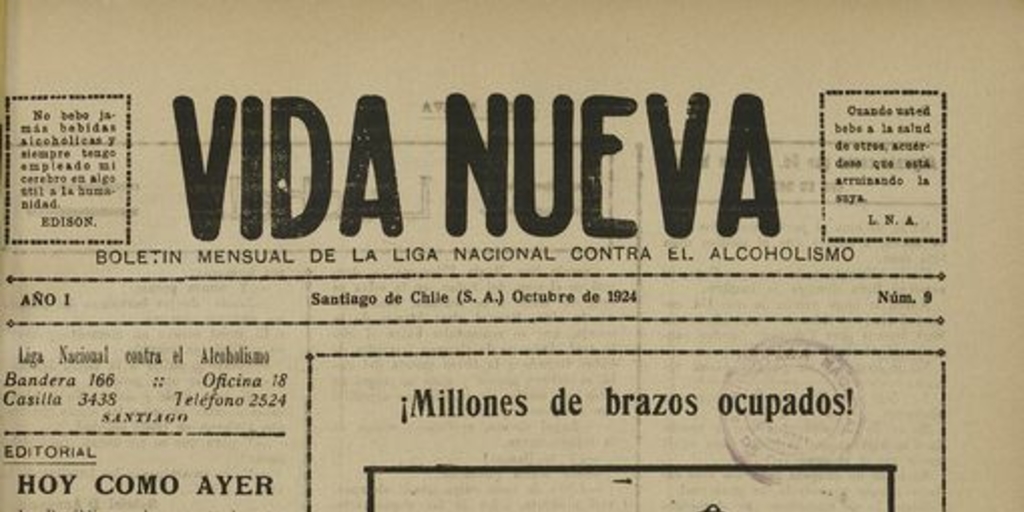 No bebo ja-
más bebidas
alcoholicas y
siempre tengo
empleado mi
cerebro en algo
útil a la huma-
nidad.
EDISON.
VIDA NUEVA
Cuando usted
bebe a la salud
de otros, acuér-
dese que está
arruinando la
suya.
L. N. A.
BOLETIN MENSUAL DE LA LIGA NACIONAL CONTRA EL ALCOHOLISMO
AÑO I
Santiago de Chile (S. A.) Octubre de 1924
Núm. 9
Liga Nacional contra el Alcoholismo
Bandera 166 :: Oficina 18
Casilla 3438 Teléfono 2524
SANTIAGO
EDITORIAL
HOY COMO AYER
¡Millones de brazos ocupados!